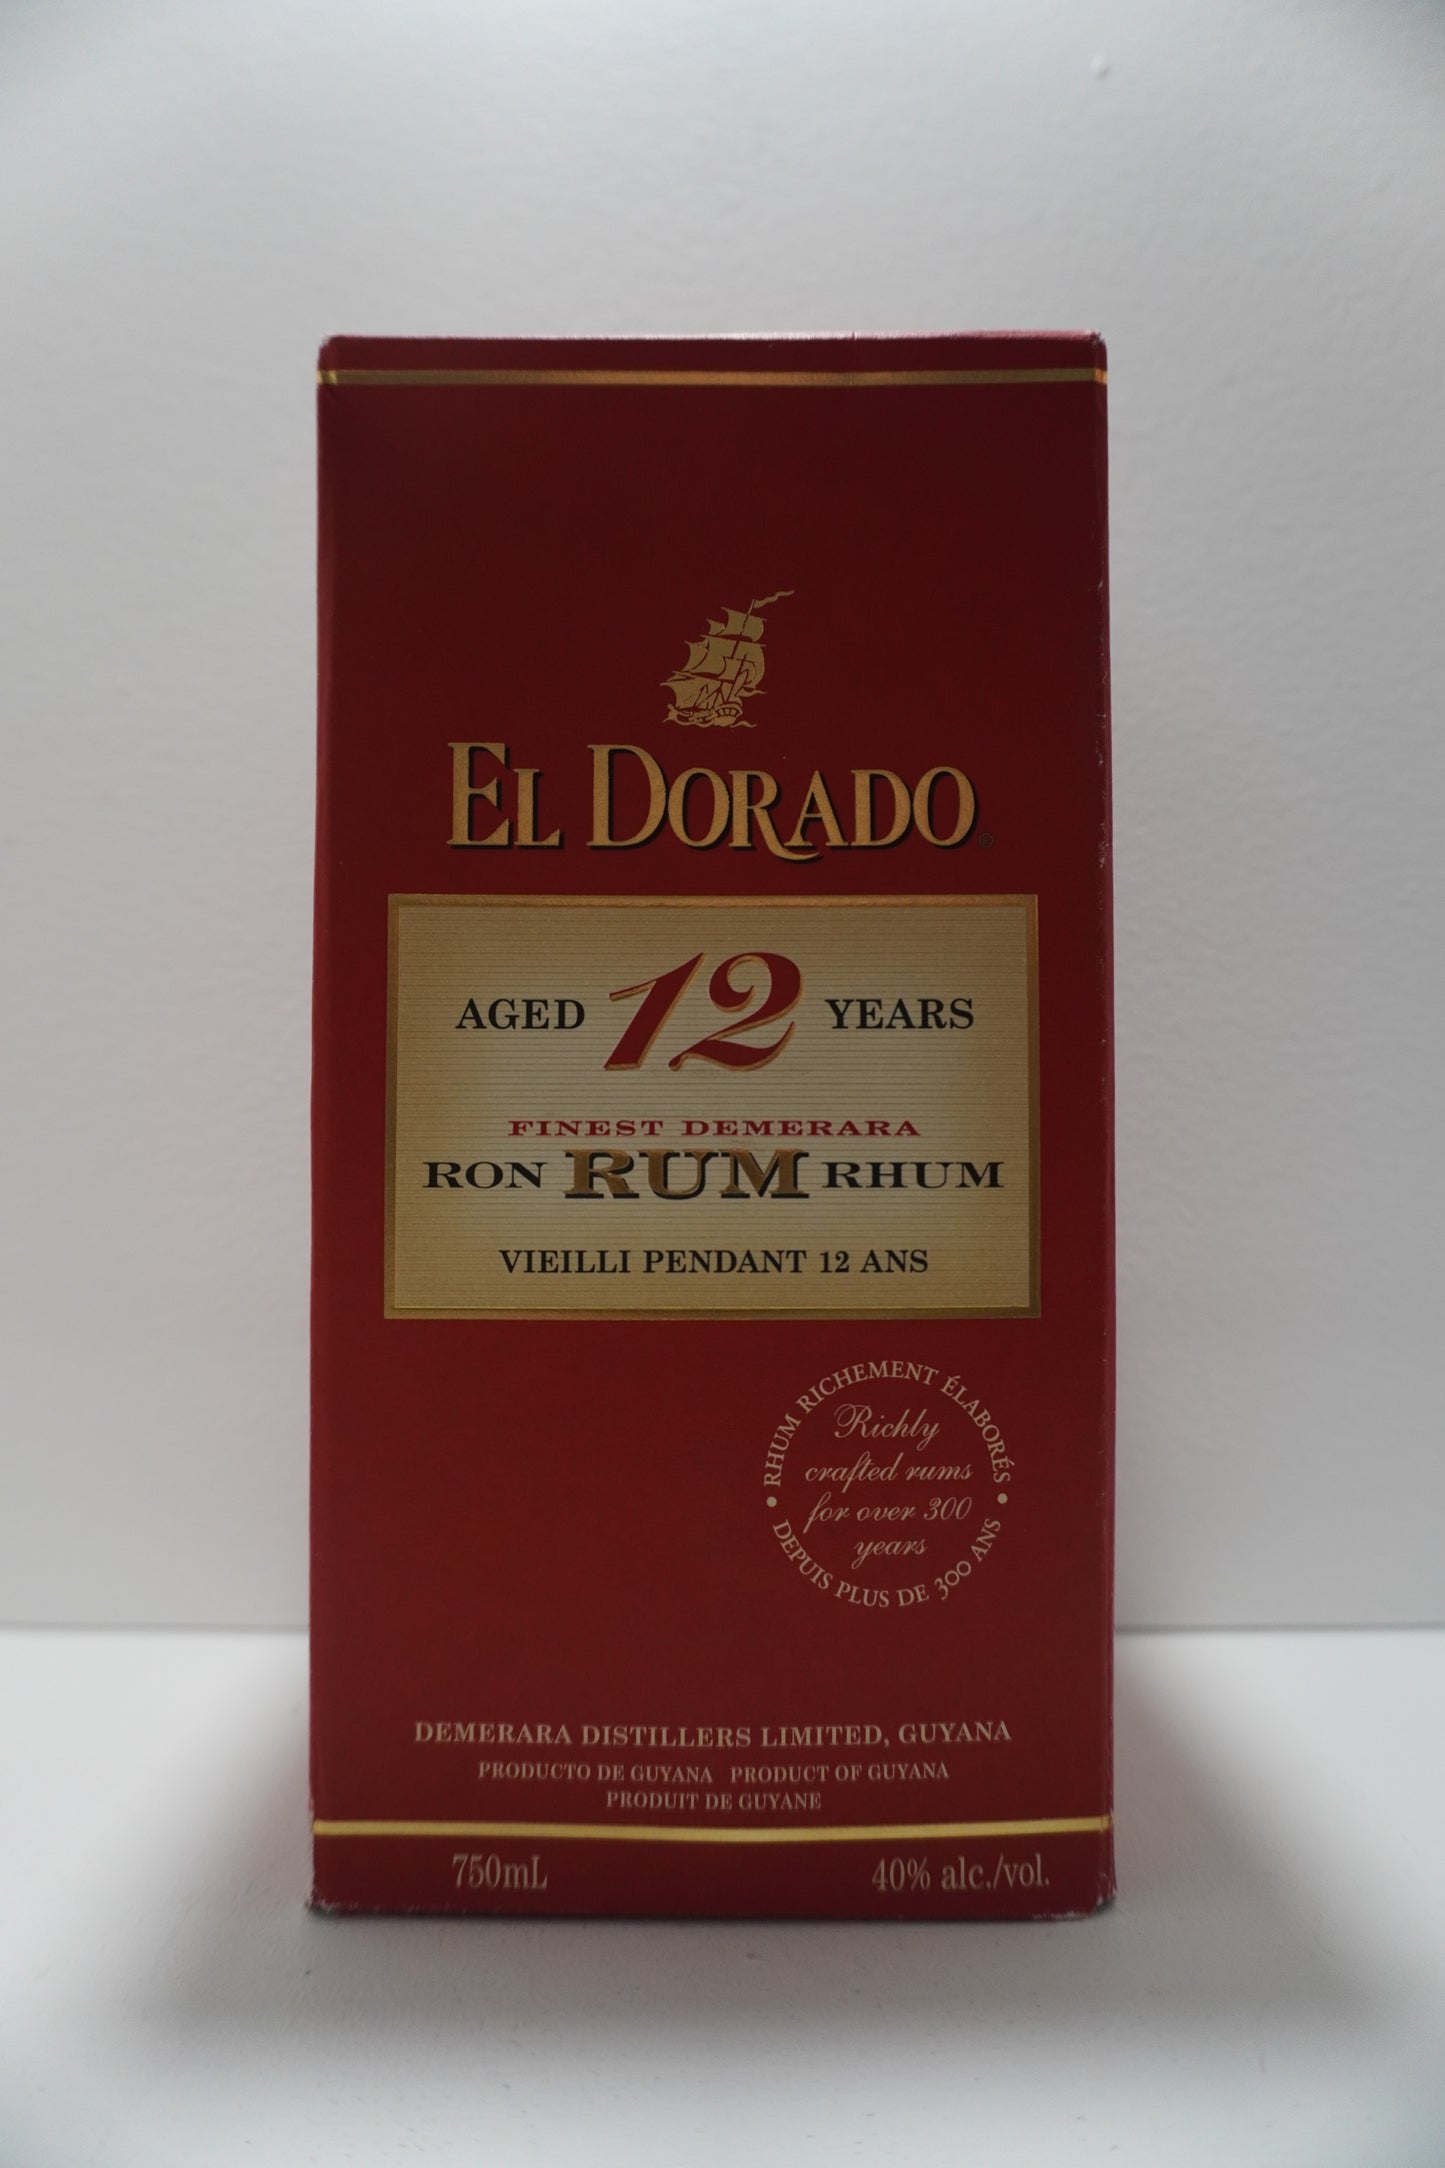 EL DORADO®
AGED 12 YEARS
FINEST DEMERARA
RON RUM RHUM
VIEILLI PENDANT 12 ANS
• RHUM RICHEMENT ÉLABORÉS •
Richly
crafted rums
for over 300
years
DEPUIS PLUS DE 300 ANS
DEMERARA DISTILLERS LIMITED, GUYANA
PRODUCTO DE GUYANA PRODUCT OF GUYANA
PRODUIT DE GUYANE
750mL 40% alc./vol.